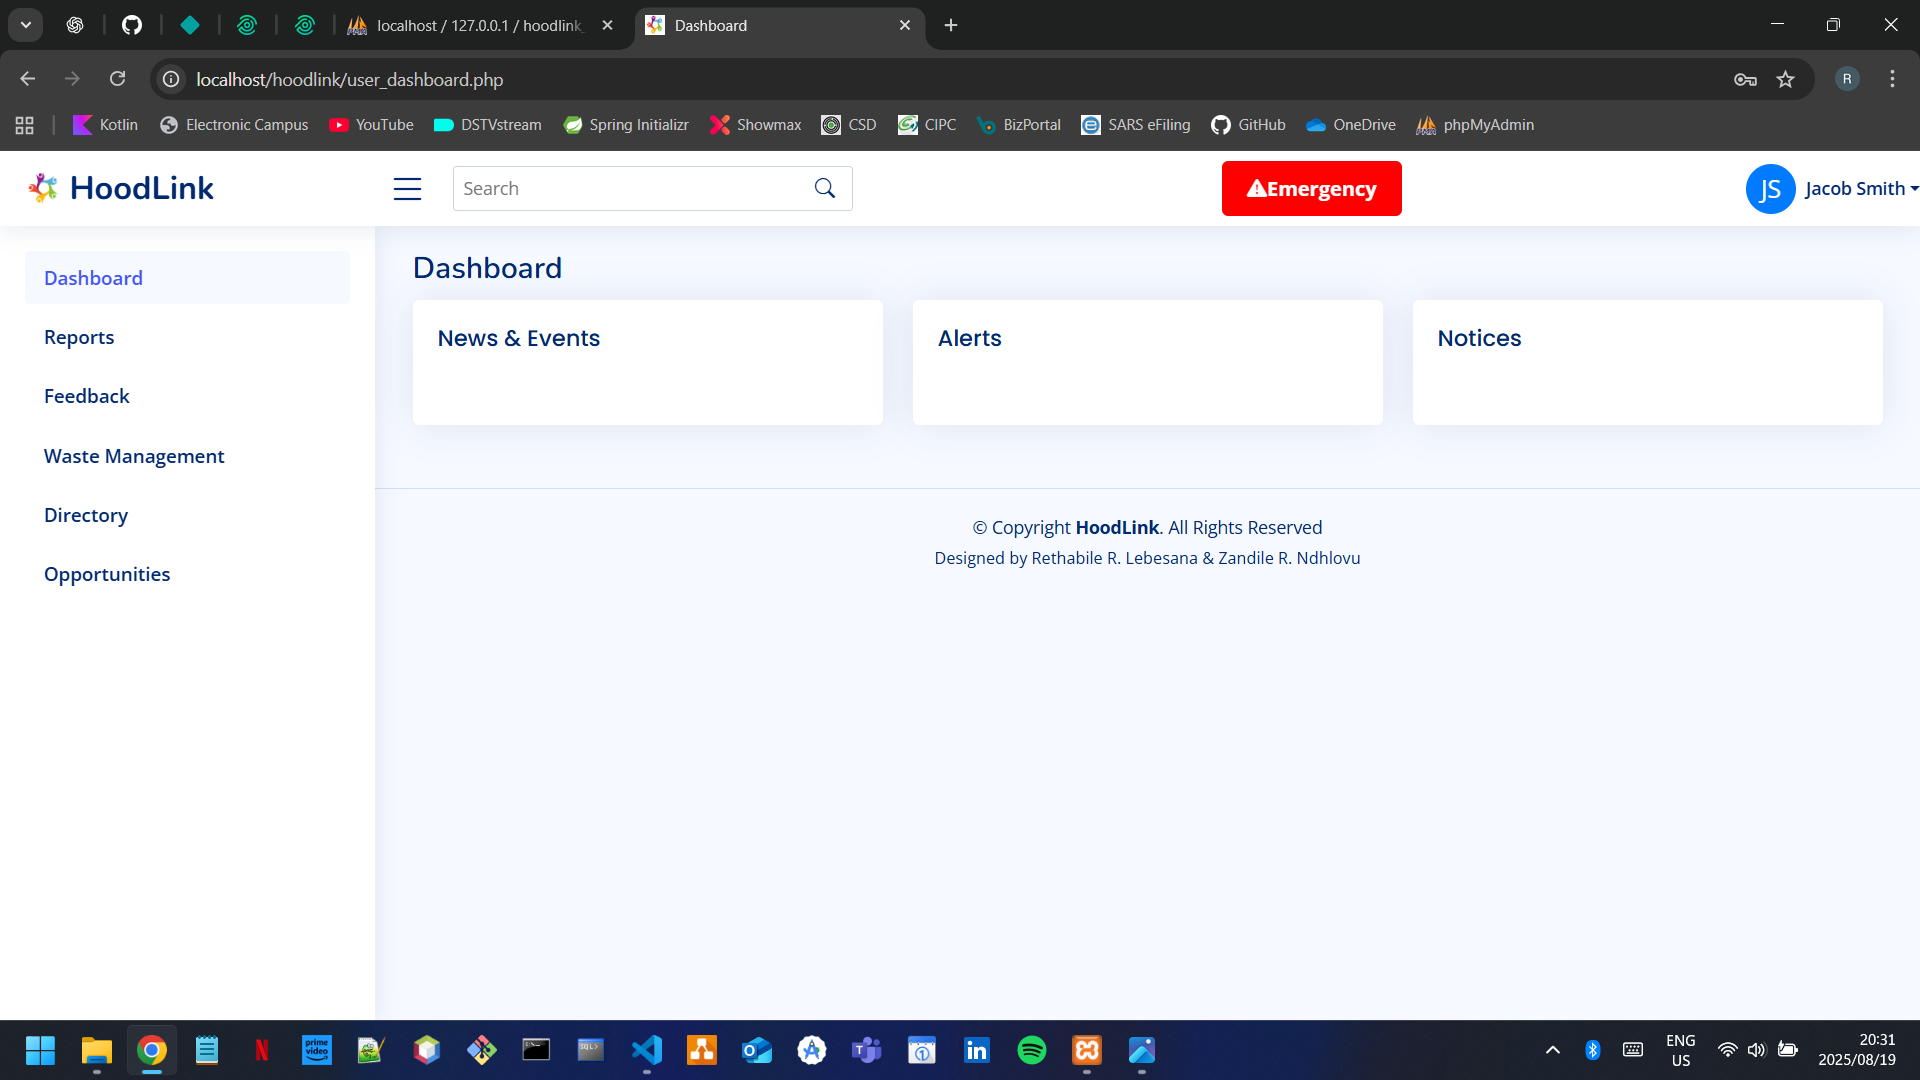 localhost / 127.0.0.1 / hoodlink_
Dashboard
localhost/hoodlink/user_dashboard.php
R
Kotlin
Electronic Campus
YouTube
DSTVstream
Spring Initializr
Showmax
CSD
CIPC
BizPortal
SARS eFiling
GitHub
OneDrive
phpMyAdmin
HoodLink
Search
Emergency
JS
Jacob Smith
Dashboard
Reports
Feedback
Waste Management
Directory
Opportunities
Dashboard
News & Events
Alerts
Notices
© Copyright HoodLink. All Rights Reserved
Designed by Rethabile R. Lebesana & Zandile R. Ndhlovu
prime video
ENG
US
20:31
2025/08/19